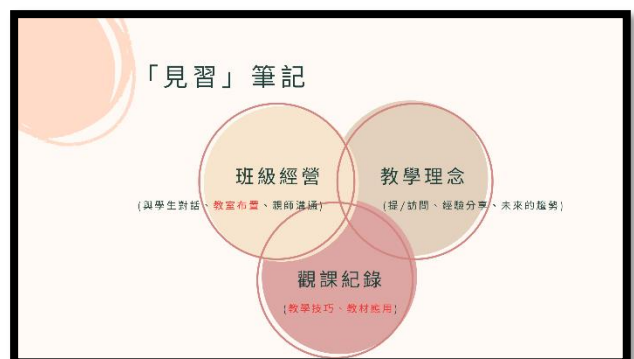 「見習」筆記
班級經營
(與學生對話、教室布置、親師溝通)
教學理念
(提/訪問、經驗分享、未來的趨勢)
觀課紀錄
(教學技巧、教材應用)